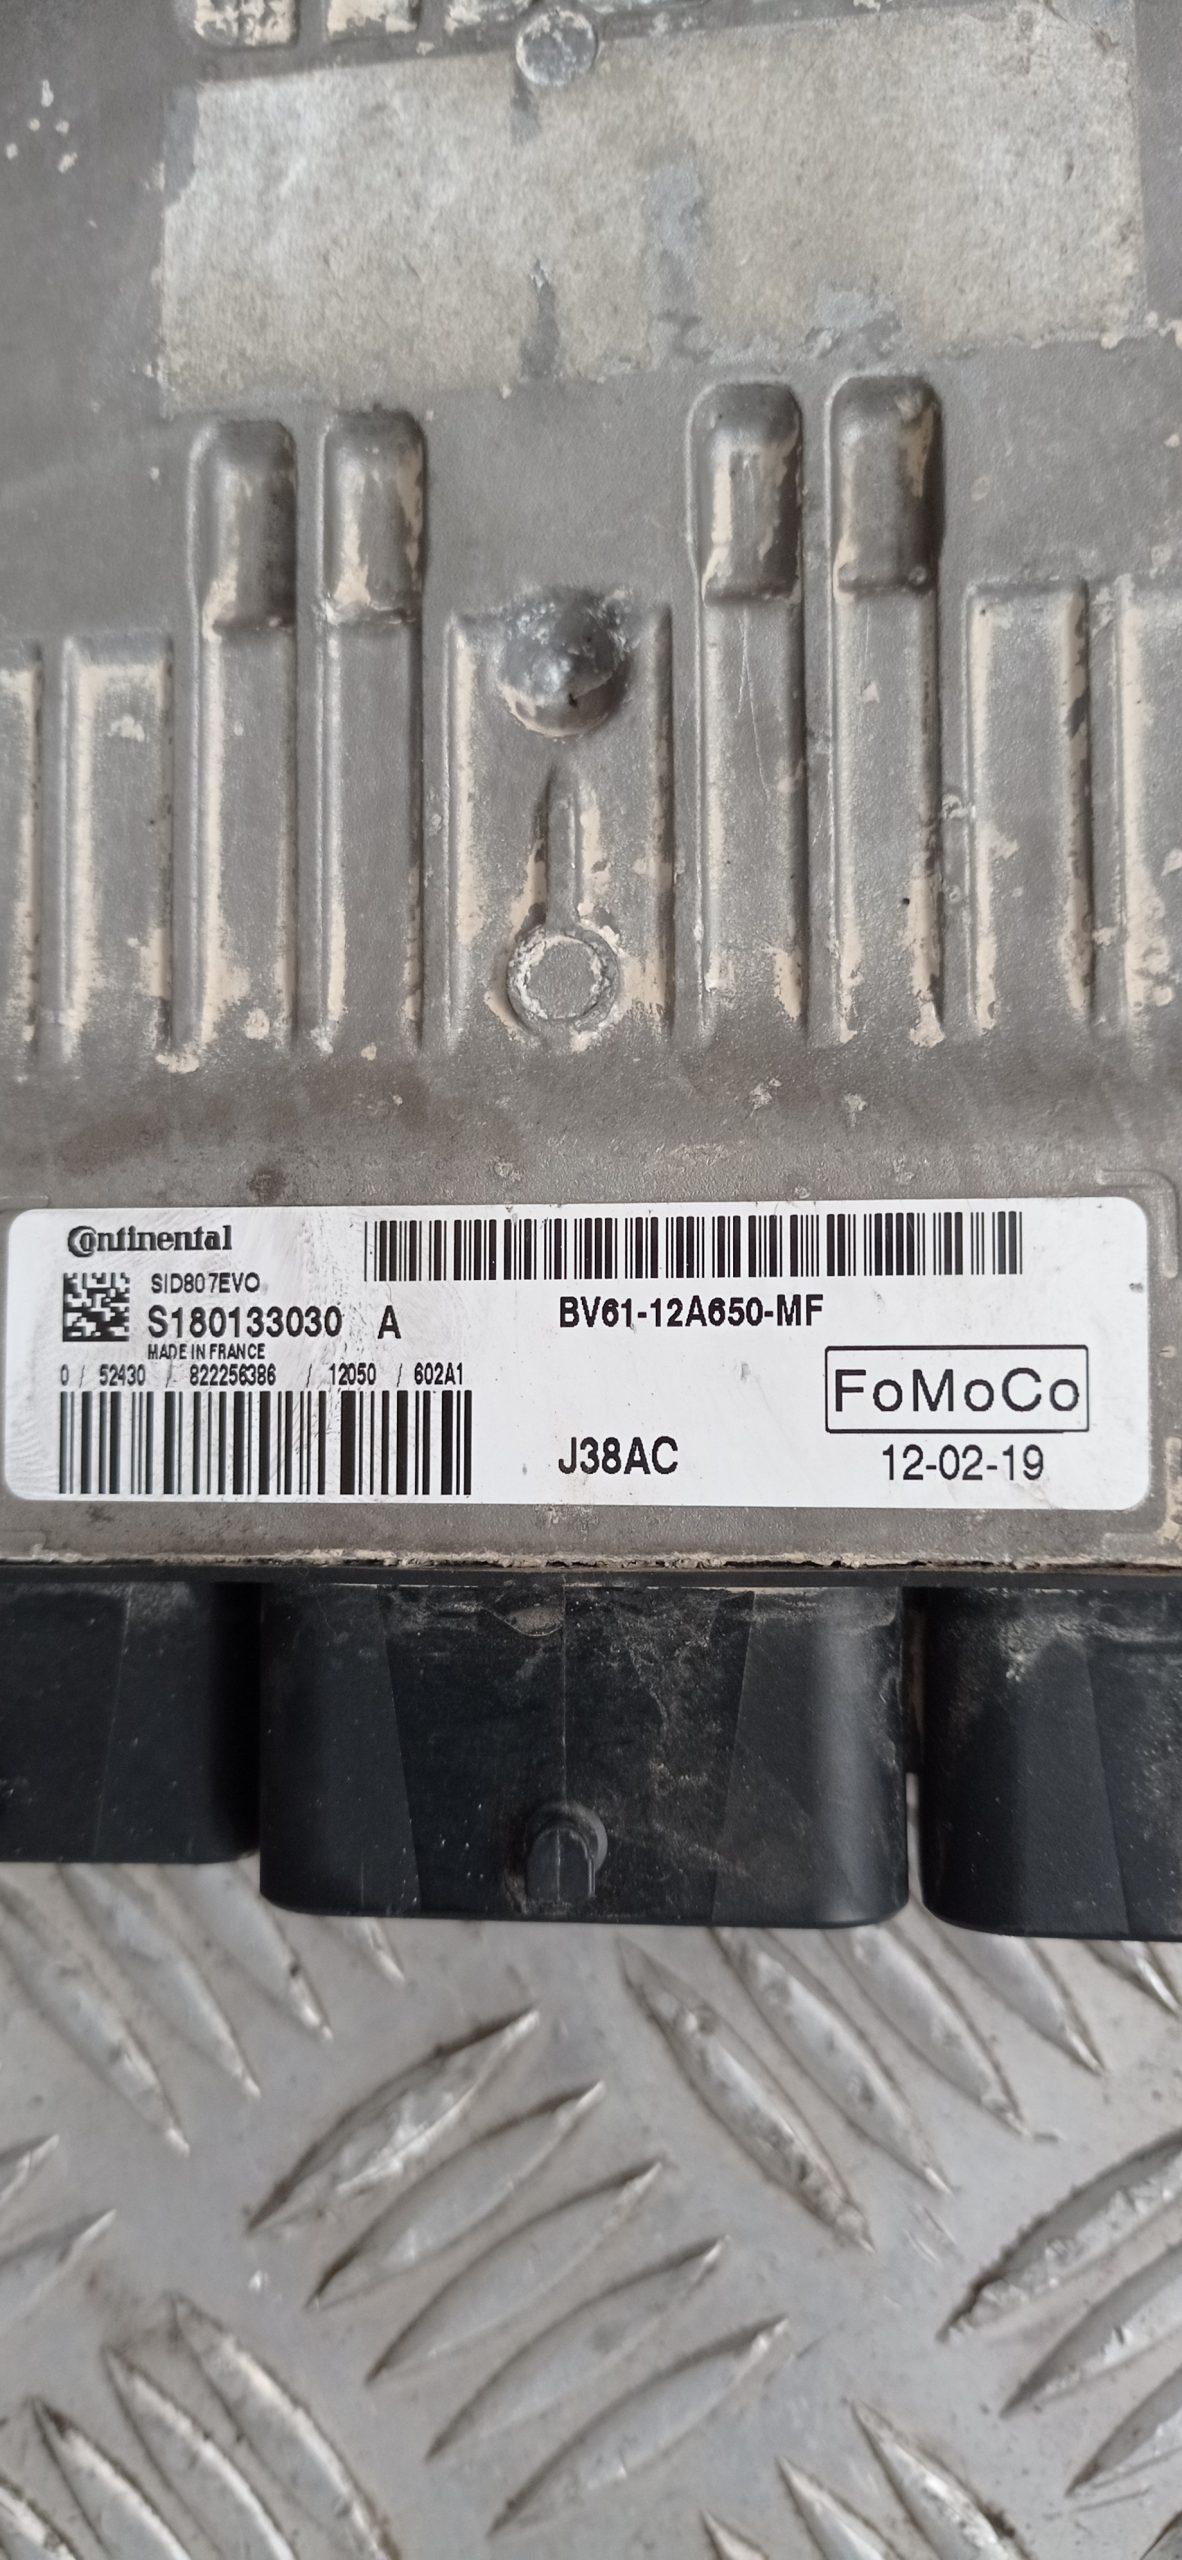 Continental
SID807EVO
S180133030 A
MADE IN FRANCE
0 / 52430 / 822256386 / 12050 / 602A1
BV61-12A650-MF
FoMoCo
J38AC
12-02-19